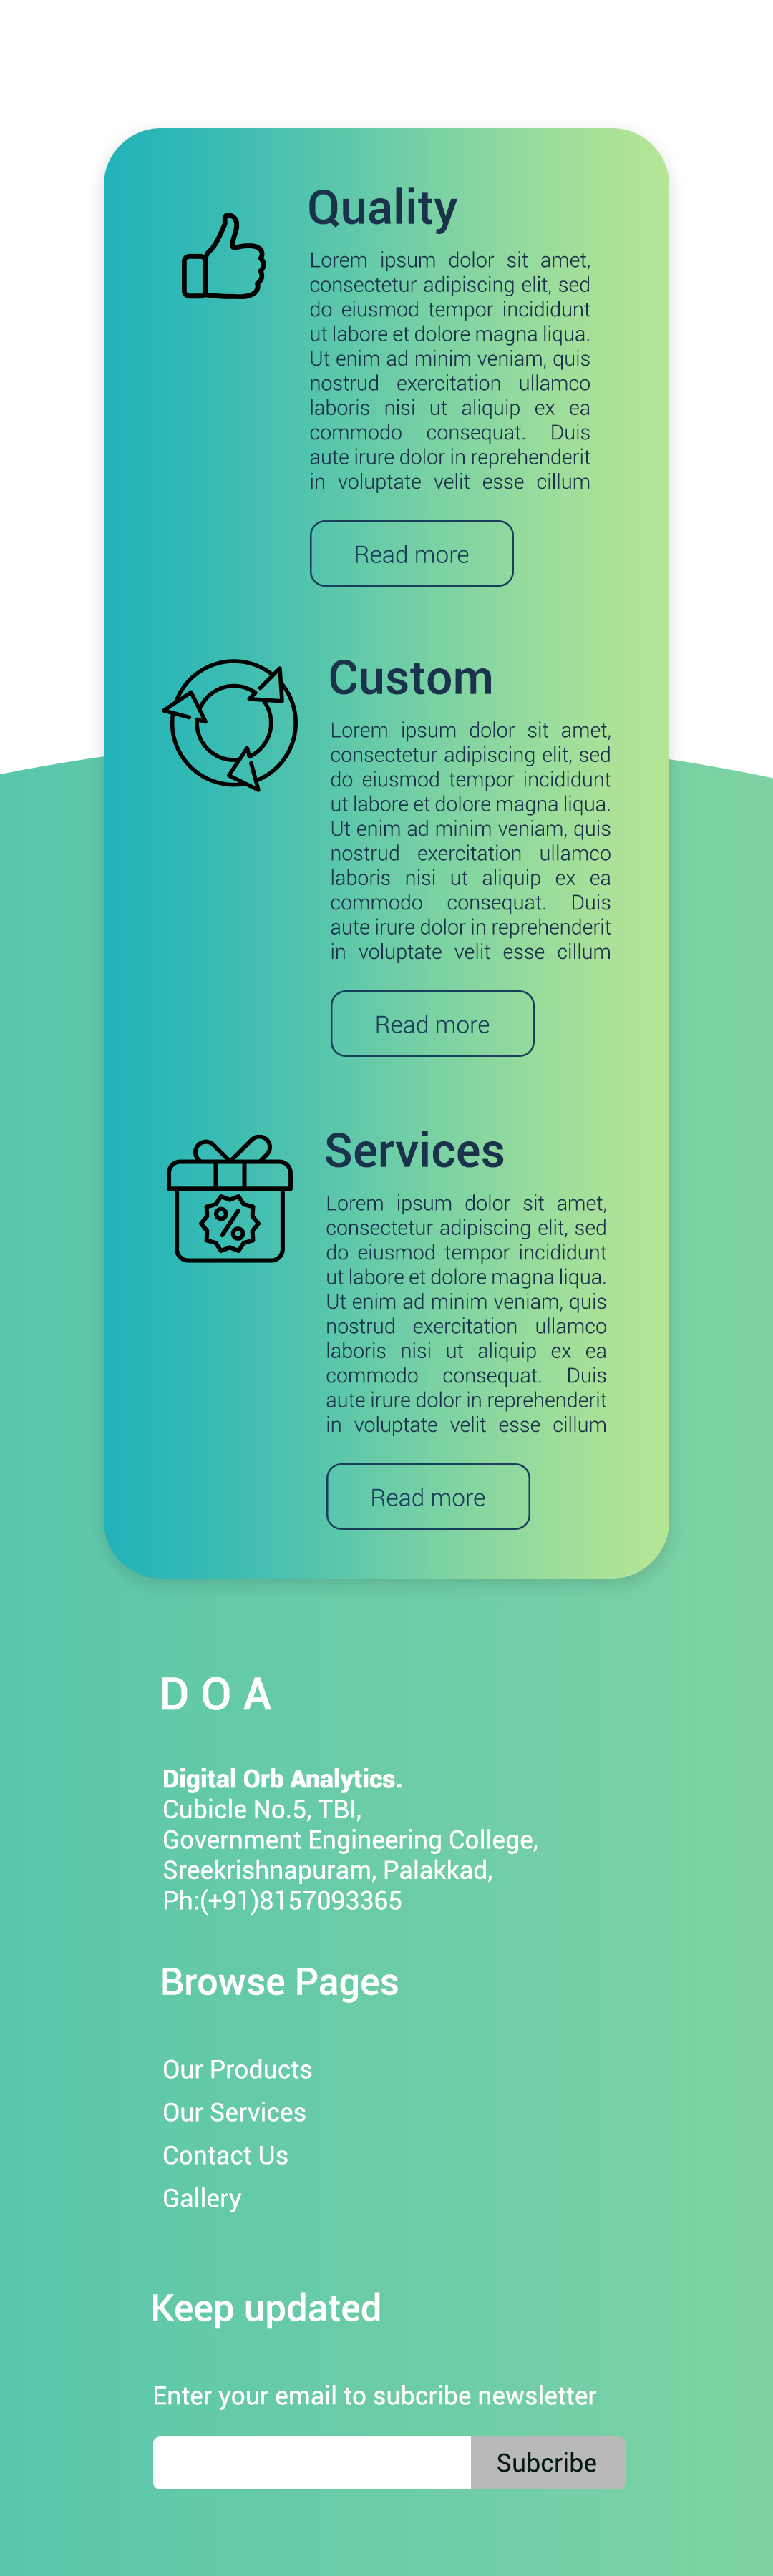 Quality
Lorem ipsum dolor sit amet,
consectetur adipiscing elit, sed
do eiusmod tempor incididunt
ut labore et dolore magna liqua.
Ut enim ad minim veniam, quis
nostrud exercitation ullamco
laboris nisi ut aliquip ex ea
commodo consequat. Duis
aute irure dolor in reprehenderit
in voluptate velit esse cillum
Read more
Custom
Lorem ipsum dolor sit amet,
consectetur adipiscing elit, sed
do eiusmod tempor incididunt
ut labore et dolore magna liqua.
Ut enim ad minim veniam, quis
nostrud exercitation ullamco
laboris nisi ut aliquip ex ea
commodo consequat. Duis
aute irure dolor in reprehenderit
in voluptate velit esse cillum
Read more
Services
Lorem ipsum dolor sit amet,
consectetur adipiscing elit, sed
do eiusmod tempor incididunt
ut labore et dolore magna liqua.
Ut enim ad minim veniam, quis
nostrud exercitation ullamco
laboris nisi ut aliquip ex ea
commodo consequat. Duis
aute irure dolor in reprehenderit
in voluptate velit esse cillum
Read more
D O A
Digital Orb Analytics.
Cubicle No.5, TBI,
Government Engineering College,
Sreekrishnapuram, Palakkad,
Ph:(+91)8157093365
Browse Pages
Our Products
Our Services
Contact Us
Gallery
Keep updated
Enter your email to subcribe newsletter
Subcribe